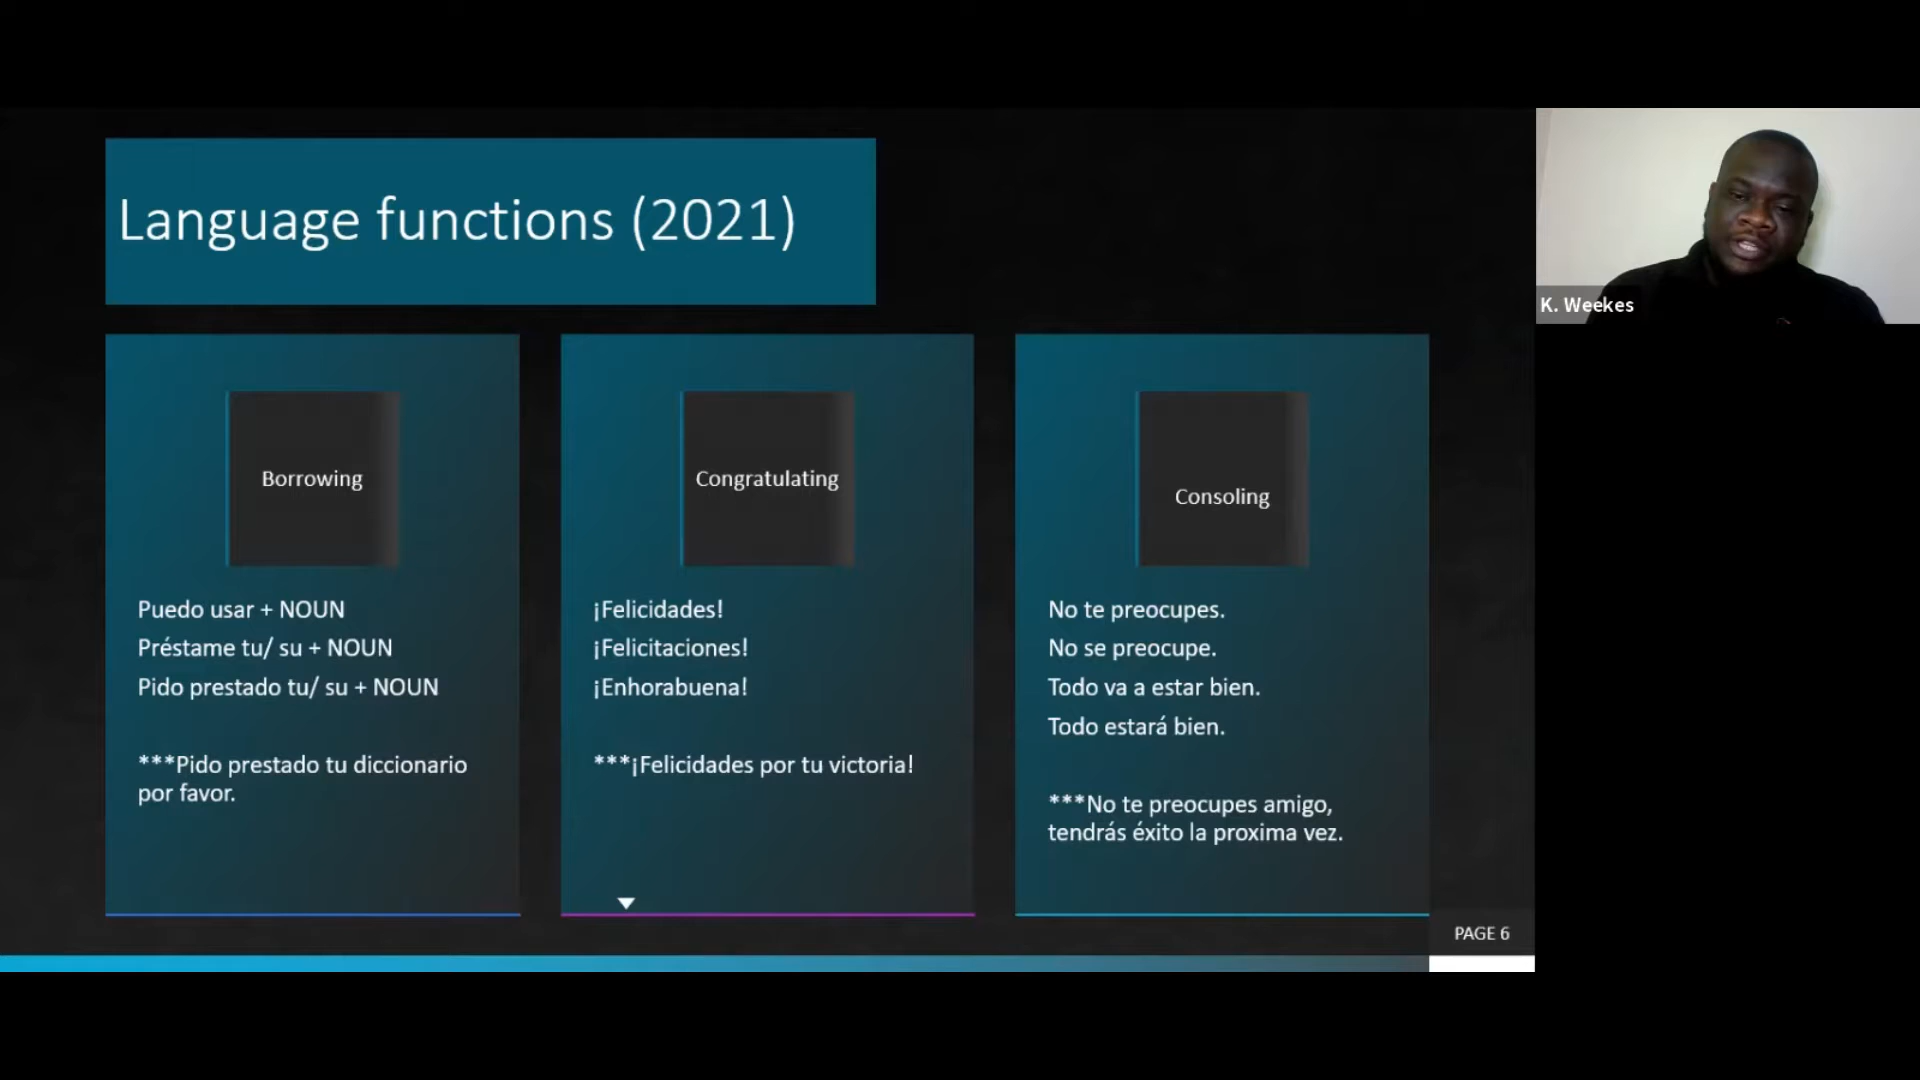 Language functions (2021)
Borrowing
Puedo usar + NOUN
Préstame tu/ su + NOUN
Pido prestado tu/ su + NOUN
***Pido prestado tu diccionario
por favor.
Congratulating
¡Felicidades!
¡Felicitaciones!
¡Enhorabuena!
***¡Felicidades por tu victoria!
Consoling
No te preocupes.
No se preocupe.
Todo va a estar bien.
Todo estará bien.
***No te preocupes amigo,
tendrás éxito la proxima vez.
PAGE 6
K. Weekes